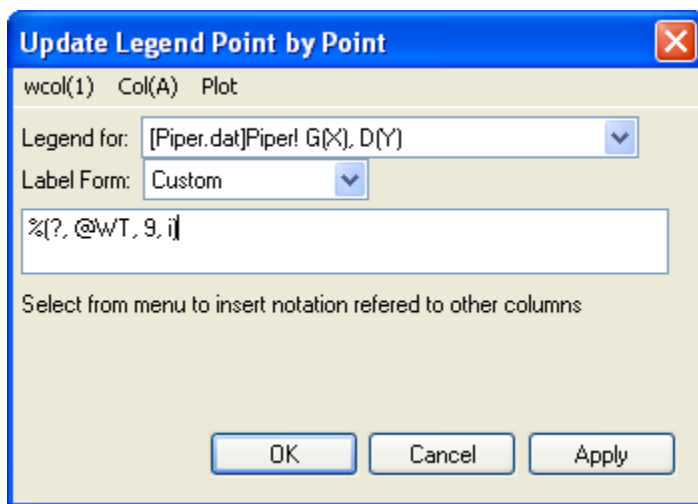 Update Legend Point by Point
wcol(1) Col(A) Plot
Legend for: [Piper.dat]Piper! G(X), D(Y)
Label Form: Custom
%(?, @WT, 9, i)
Select from menu to insert notation refered to other columns
OK Cancel Apply